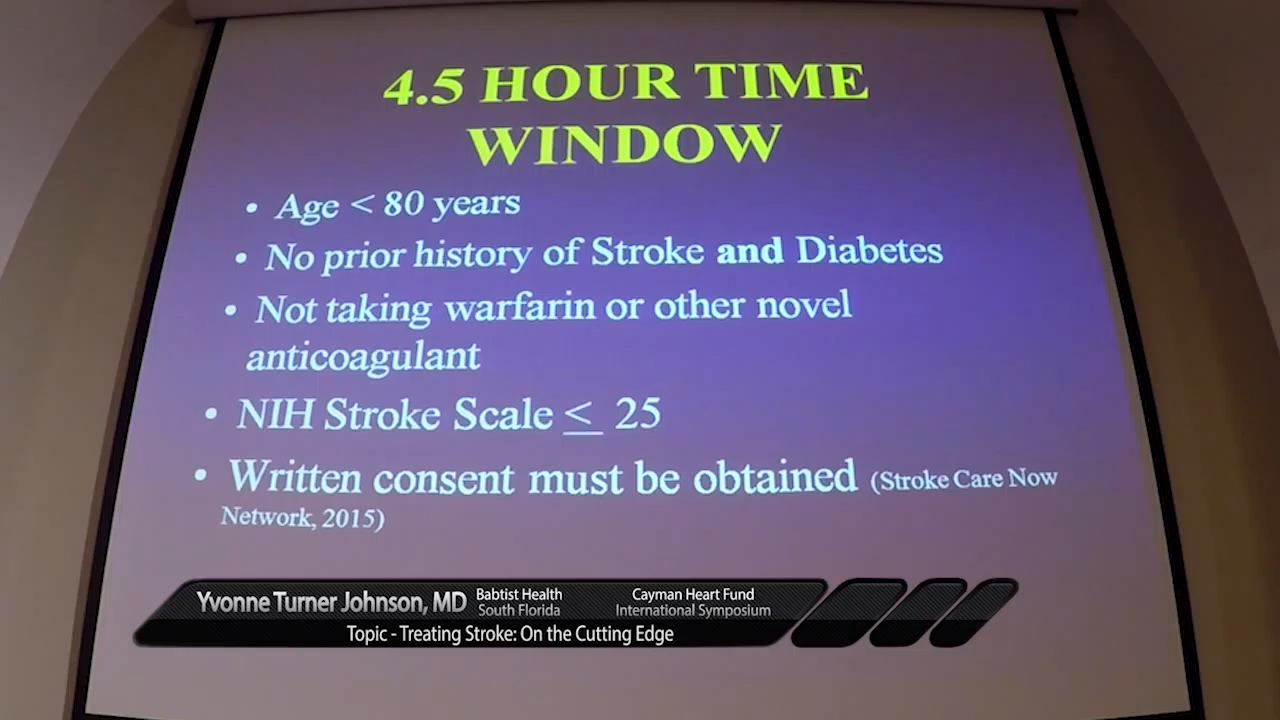 4.5 HOUR TIME
WINDOW
• Age < 80 years
• No prior history of Stroke and Diabetes
• Not taking warfarin or other novel
anticoagulant
• NIH Stroke Scale < 25
• Written consent must be obtained (Stroke Care Now
Network, 2015)
Yvonne Turner Johnson, MD
Babtist Health
South Florida
Cayman Heart Fund
International Symposium
Topic - Treating Stroke: On the Cutting Edge